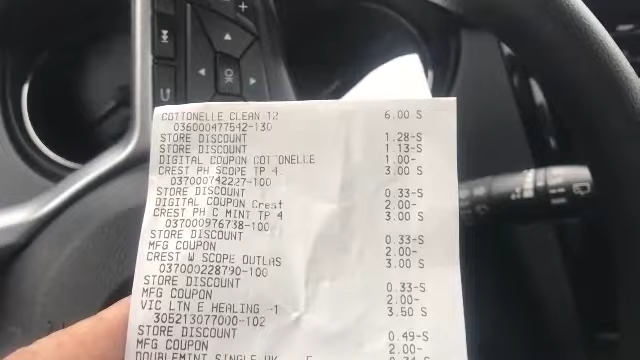 OK
COTTONELLE CLEAN 12 6.00 S
036000477542-130
STORE DISCOUNT 1.28-S
STORE DISCOUNT 1.13-S
DIGITAL COUPON COTTONELLE 1.00-
CREST PH SCOPE TP 4. 3.00 S
037000742227-100
STORE DISCOUNT 0.33-S
DIGITAL COUPON Crest 2.00-
CREST PH C MINT TP 4 3.00 S
037000976738-100
STORE DISCOUNT 0.33-S
MFG COUPON 2.00-
CREST W SCOPE OUTLAS 3.00 S
037000228790-100
STORE DISCOUNT 0.33-S
MFG COUPON 2.00-
VIC LTN E HEALING -1 3.50 S
305213077000-102
STORE DISCOUNT 0.49-S
MFG COUPON 2.00-
DOUBLEMINT SINGLE